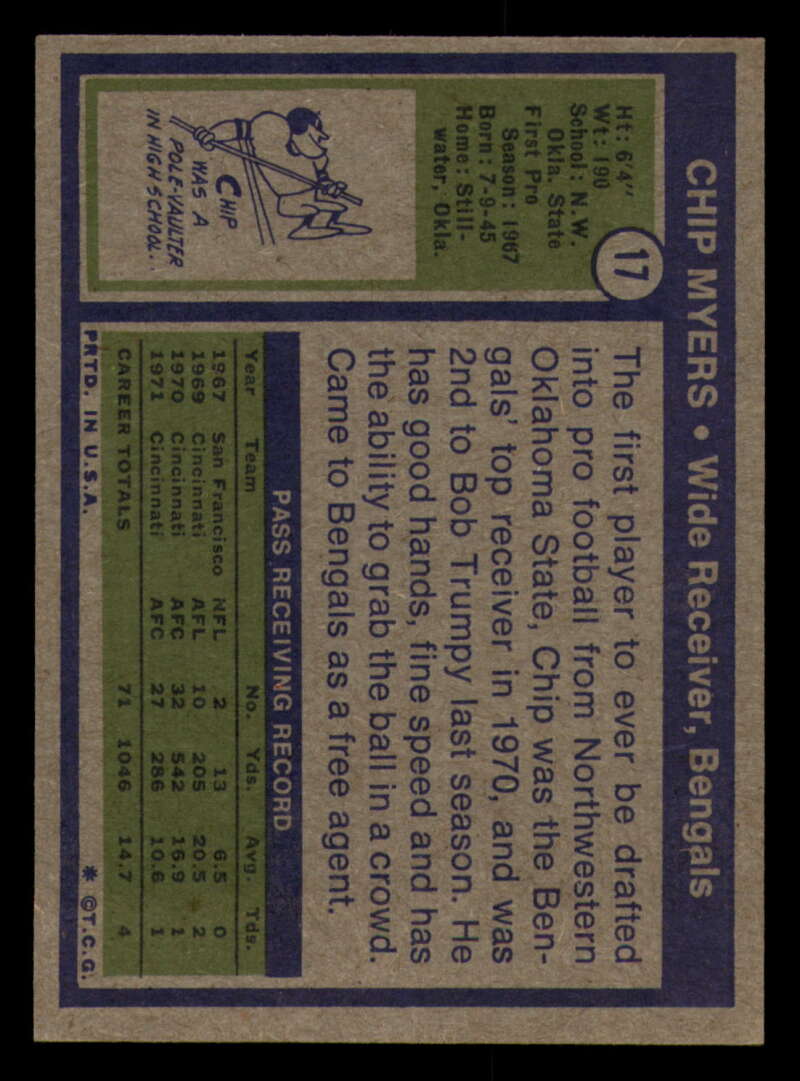 CHIP MYERS • Wide Receiver, Bengals
17
Ht: 6'4"
Wt: 190
School: N.W.
Okla. State
First Pro
Season: 1967
Born: 7-9-45
Home: Still-
water, Okla.
CHIP
WAS A
POLE-VAULTER
IN HIGH SCHOOL..
The first player to ever be drafted
into pro football from Northwestern
Oklahoma State, Chip was the Ben-
gals' top receiver in 1970, and was
2nd to Bob Trumpy last season. He
has good hands, fine speed and has
the ability to grab the ball in a crowd.
Came to Bengals as a free agent.
PASS RECEIVING RECORD
Year Team No. Yds. Avg. Tds.
1967 San Francisco NFL 2 13 6.5 0
1969 Cincinnati AFL 10 205 20.5 2
1970 Cincinnati AFC 32 542 16.9 1
1971 Cincinnati AFC 27 286 10.6 1
CAREER TOTALS 71 1046 14.7 4
PRTD. IN U.S.A. * ©T.C.G.